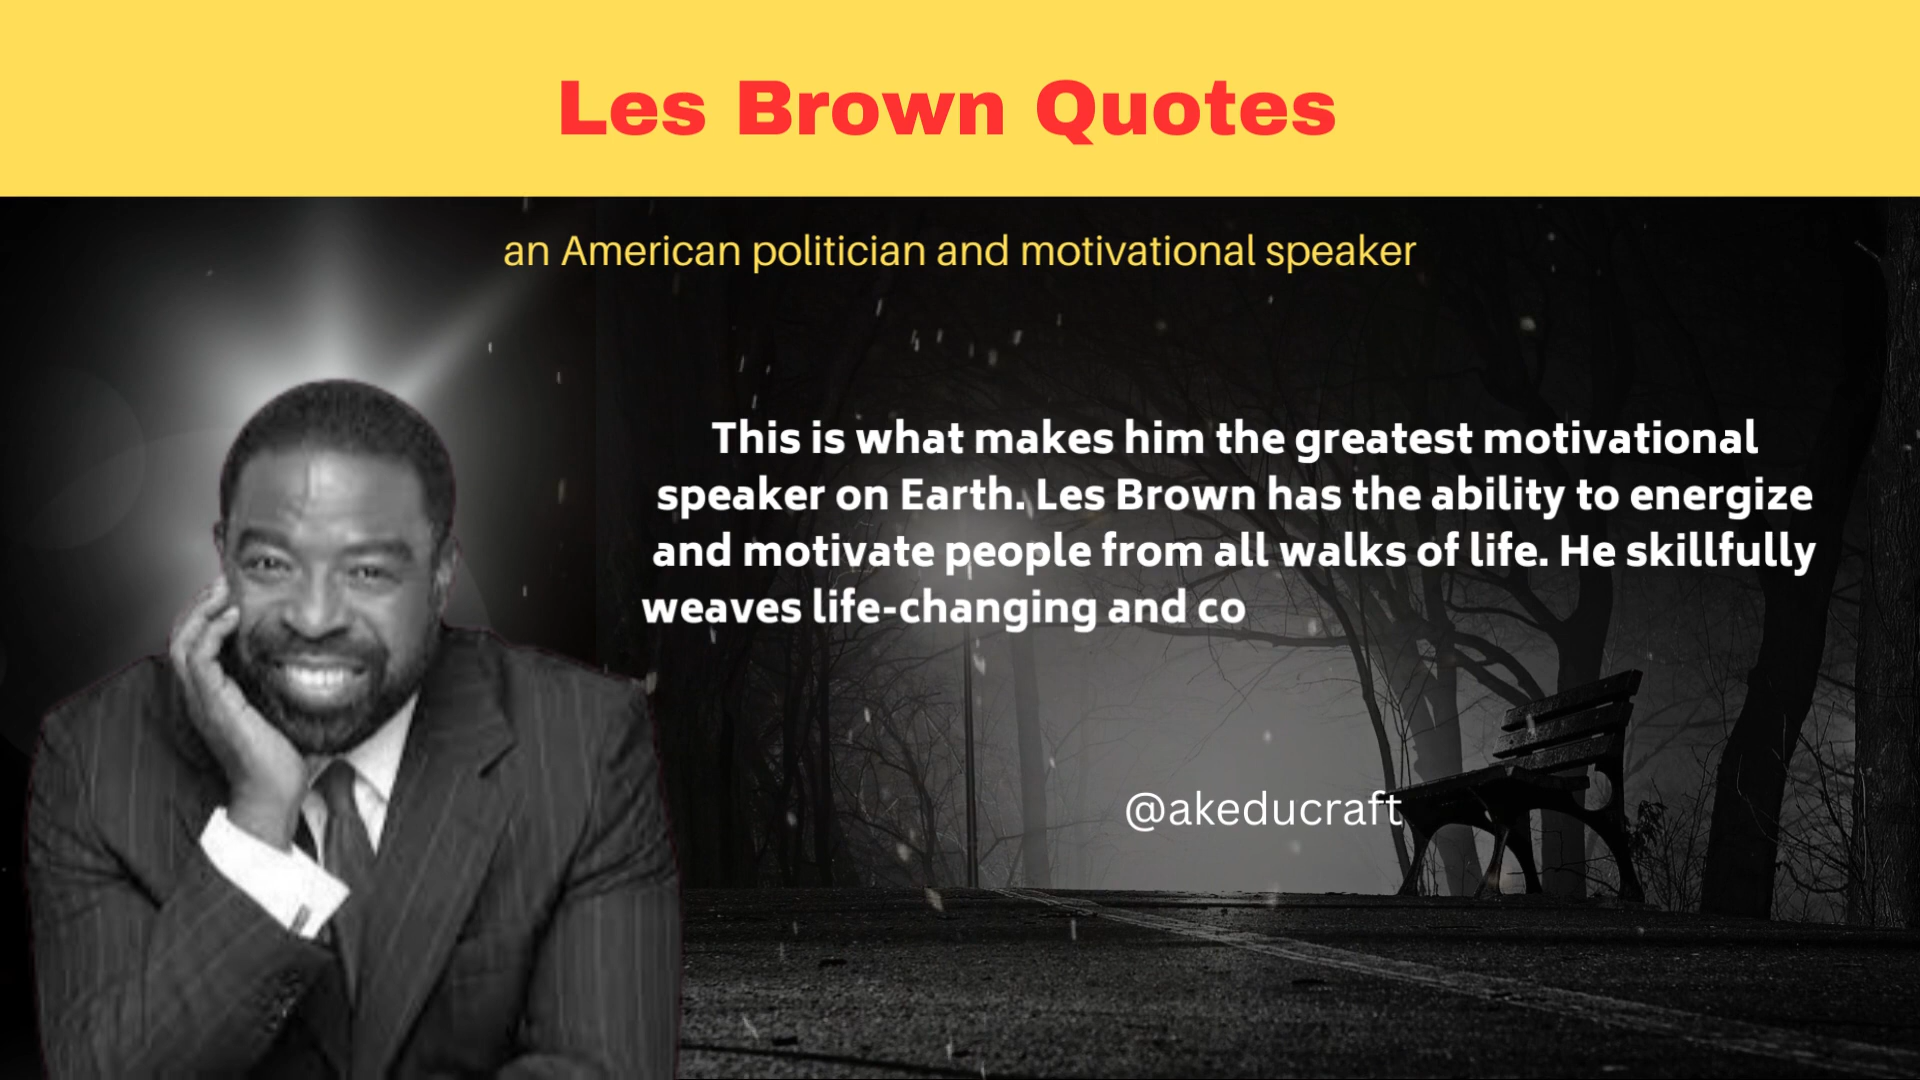 Les Brown Quotes
an American politician and motivational speaker
This is what makes him the greatest motivational
speaker on Earth. Les Brown has the ability to energize
and motivate people from all walks of life. He skillfully
weaves life-changing and co
@akeducraft